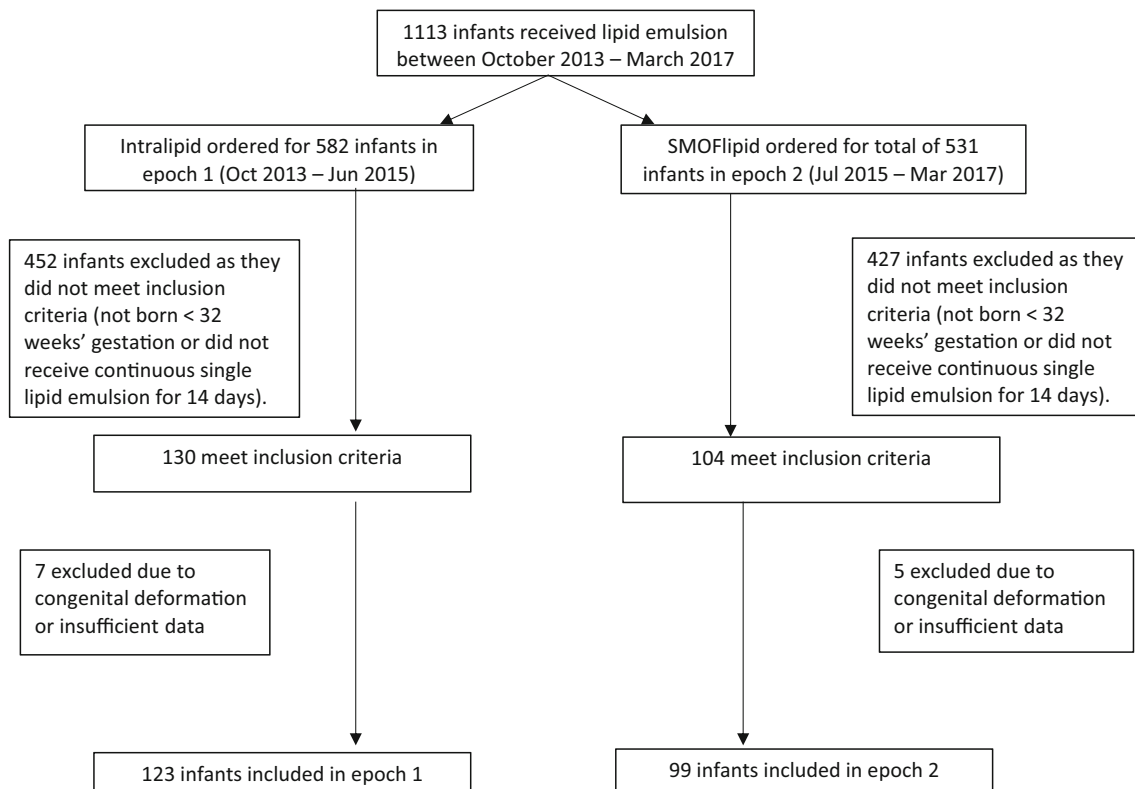 1113 infants received lipid emulsion
between October 2013 – March 2017
Intralipid ordered for 582 infants in
epoch 1 (Oct 2013 – Jun 2015)
SMOFlipid ordered for total of 531
infants in epoch 2 (Jul 2015 – Mar 2017)
452 infants excluded as they
did not meet inclusion
criteria (not born < 32
weeks’ gestation or did not
receive continuous single
lipid emulsion for 14 days).
427 infants excluded as they
did not meet inclusion
criteria (not born < 32
weeks’ gestation or did not
receive continuous single
lipid emulsion for 14 days).
130 meet inclusion criteria
104 meet inclusion criteria
7 excluded due to
congenital deformation
or insufficient data
5 excluded due to
congenital deformation
or insufficient data
123 infants included in epoch 1
99 infants included in epoch 2